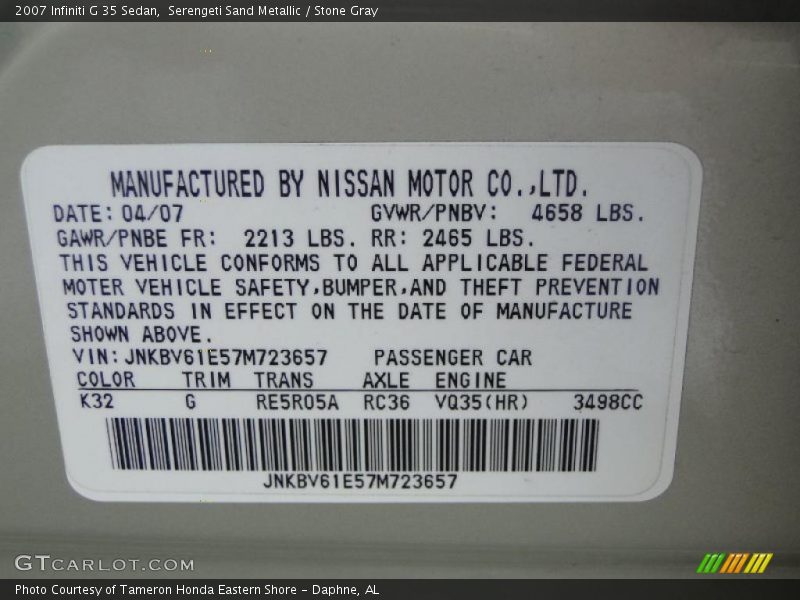 2007 Infiniti G 35 Sedan,  Serengeti Sand Metallic / Stone Gray
MANUFACTURED BY NISSAN MOTOR CO.,LTD.
DATE: 04/07 GVWR/PNBV: 4658 LBS.
GAWR/PNBE FR: 2213 LBS. RR: 2465 LBS.
THIS VEHICLE CONFORMS TO ALL APPLICABLE FEDERAL
MOTER VEHICLE SAFETY,BUMPER,AND THEFT PREVENTION
STANDARDS IN EFFECT ON THE DATE OF MANUFACTURE
SHOWN ABOVE.
VIN: JNKBV61E57M723657 PASSENGER CAR
COLOR TRIM TRANS AXLE ENGINE
K32 G RE5R05A RC36 VQ35(HR) 3498CC
JNKBV61E57M723657
GTCARLOT.COM
Photo Courtesy of Tameron Honda Eastern Shore - Daphne, AL